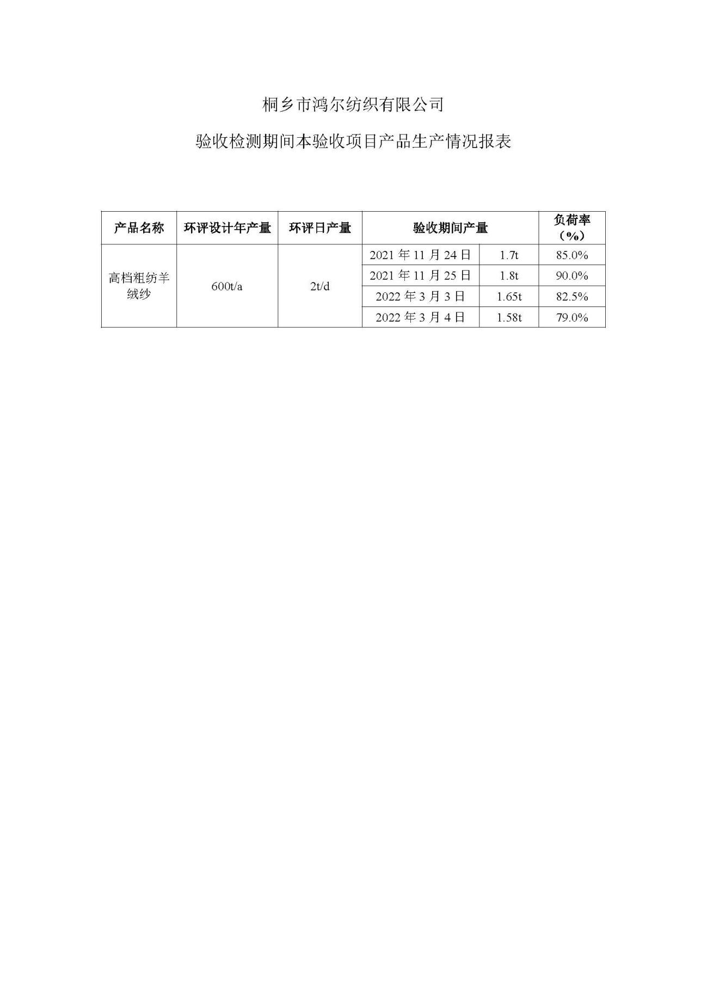 桐乡市鸿尔纺织有限公司
验收检测期间本验收项目产品生产情况报表
产品名称 环评设计年产量 环评日产量 验收期间产量 负荷率
（%）
高档粗纺羊
绒纱
600t/a
2t/d
2021 年 11 月 24 日 1.7t 85.0%
2021 年 11 月 25 日 1.8t 90.0%
2022 年 3 月 3 日 1.65t 82.5%
2022 年 3 月 4 日 1.58t 79.0%